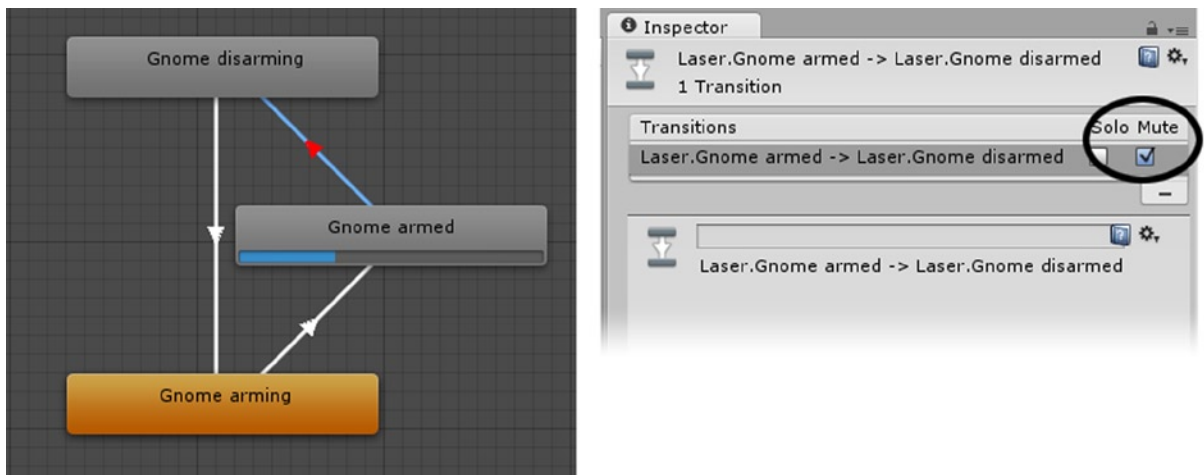 Gnome disarming
Gnome armed
Gnome arming
Inspector
Laser.Gnome armed -> Laser.Gnome disarmed
1 Transition
Transitions Solo Mute
Laser.Gnome armed -> Laser.Gnome disarmed
Laser.Gnome armed -> Laser.Gnome disarmed